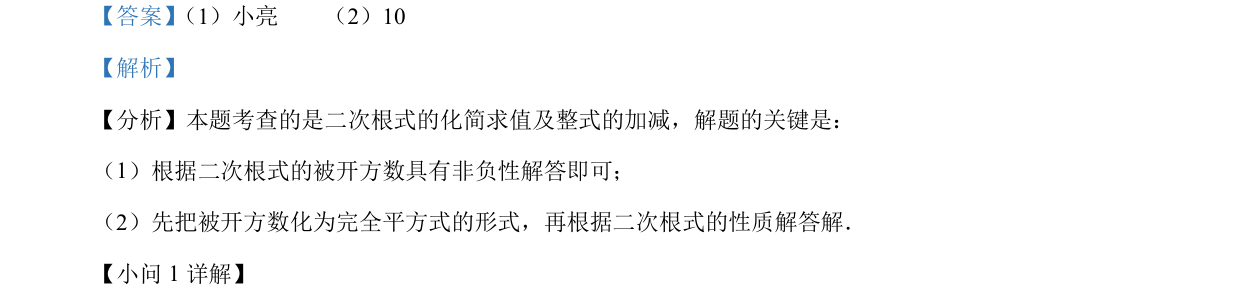 【答案】（1）小亮  （2）10
【解析】
【分析】本题考查的是二次根式的化简求值及整式的加减，解题的关键是：
（1）根据二次根式的被开方数具有非负性解答即可；
（2）先把被开方数化为完全平方式的形式，再根据二次根式的性质解答解．
【小问 1 详解】